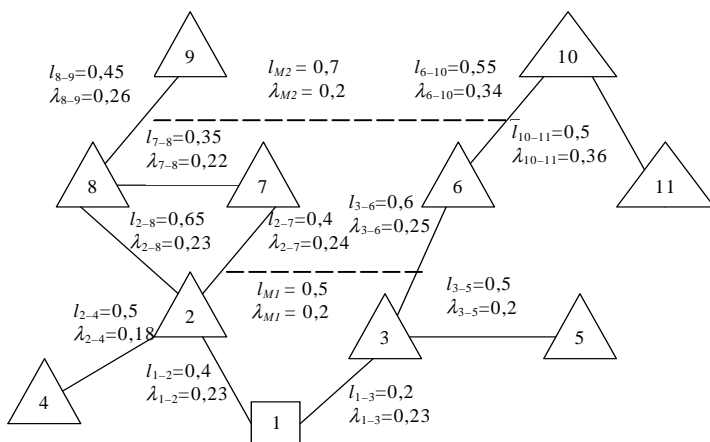 9
10
l8–9=0,45
λ8–9=0,26
lM2 = 0,7
λM2 = 0,2
l6–10=0,55
λ6–10=0,34
l7–8=0,35
λ7–8=0,22
l10–11=0,5
λ10–11=0,36
8
7
6
11
l2–8=0,65
λ2–8=0,23
l2–7=0,4
λ2–7=0,24
l3–6=0,6
λ3–6=0,25
l2–4=0,5
λ2–4=0,18
2
lM1 = 0,5
λM1 = 0,2
3
l3–5=0,5
λ3–5=0,2
5
4
l1–2=0,4
λ1–2=0,23
1
l1–3=0,2
λ1–3=0,23